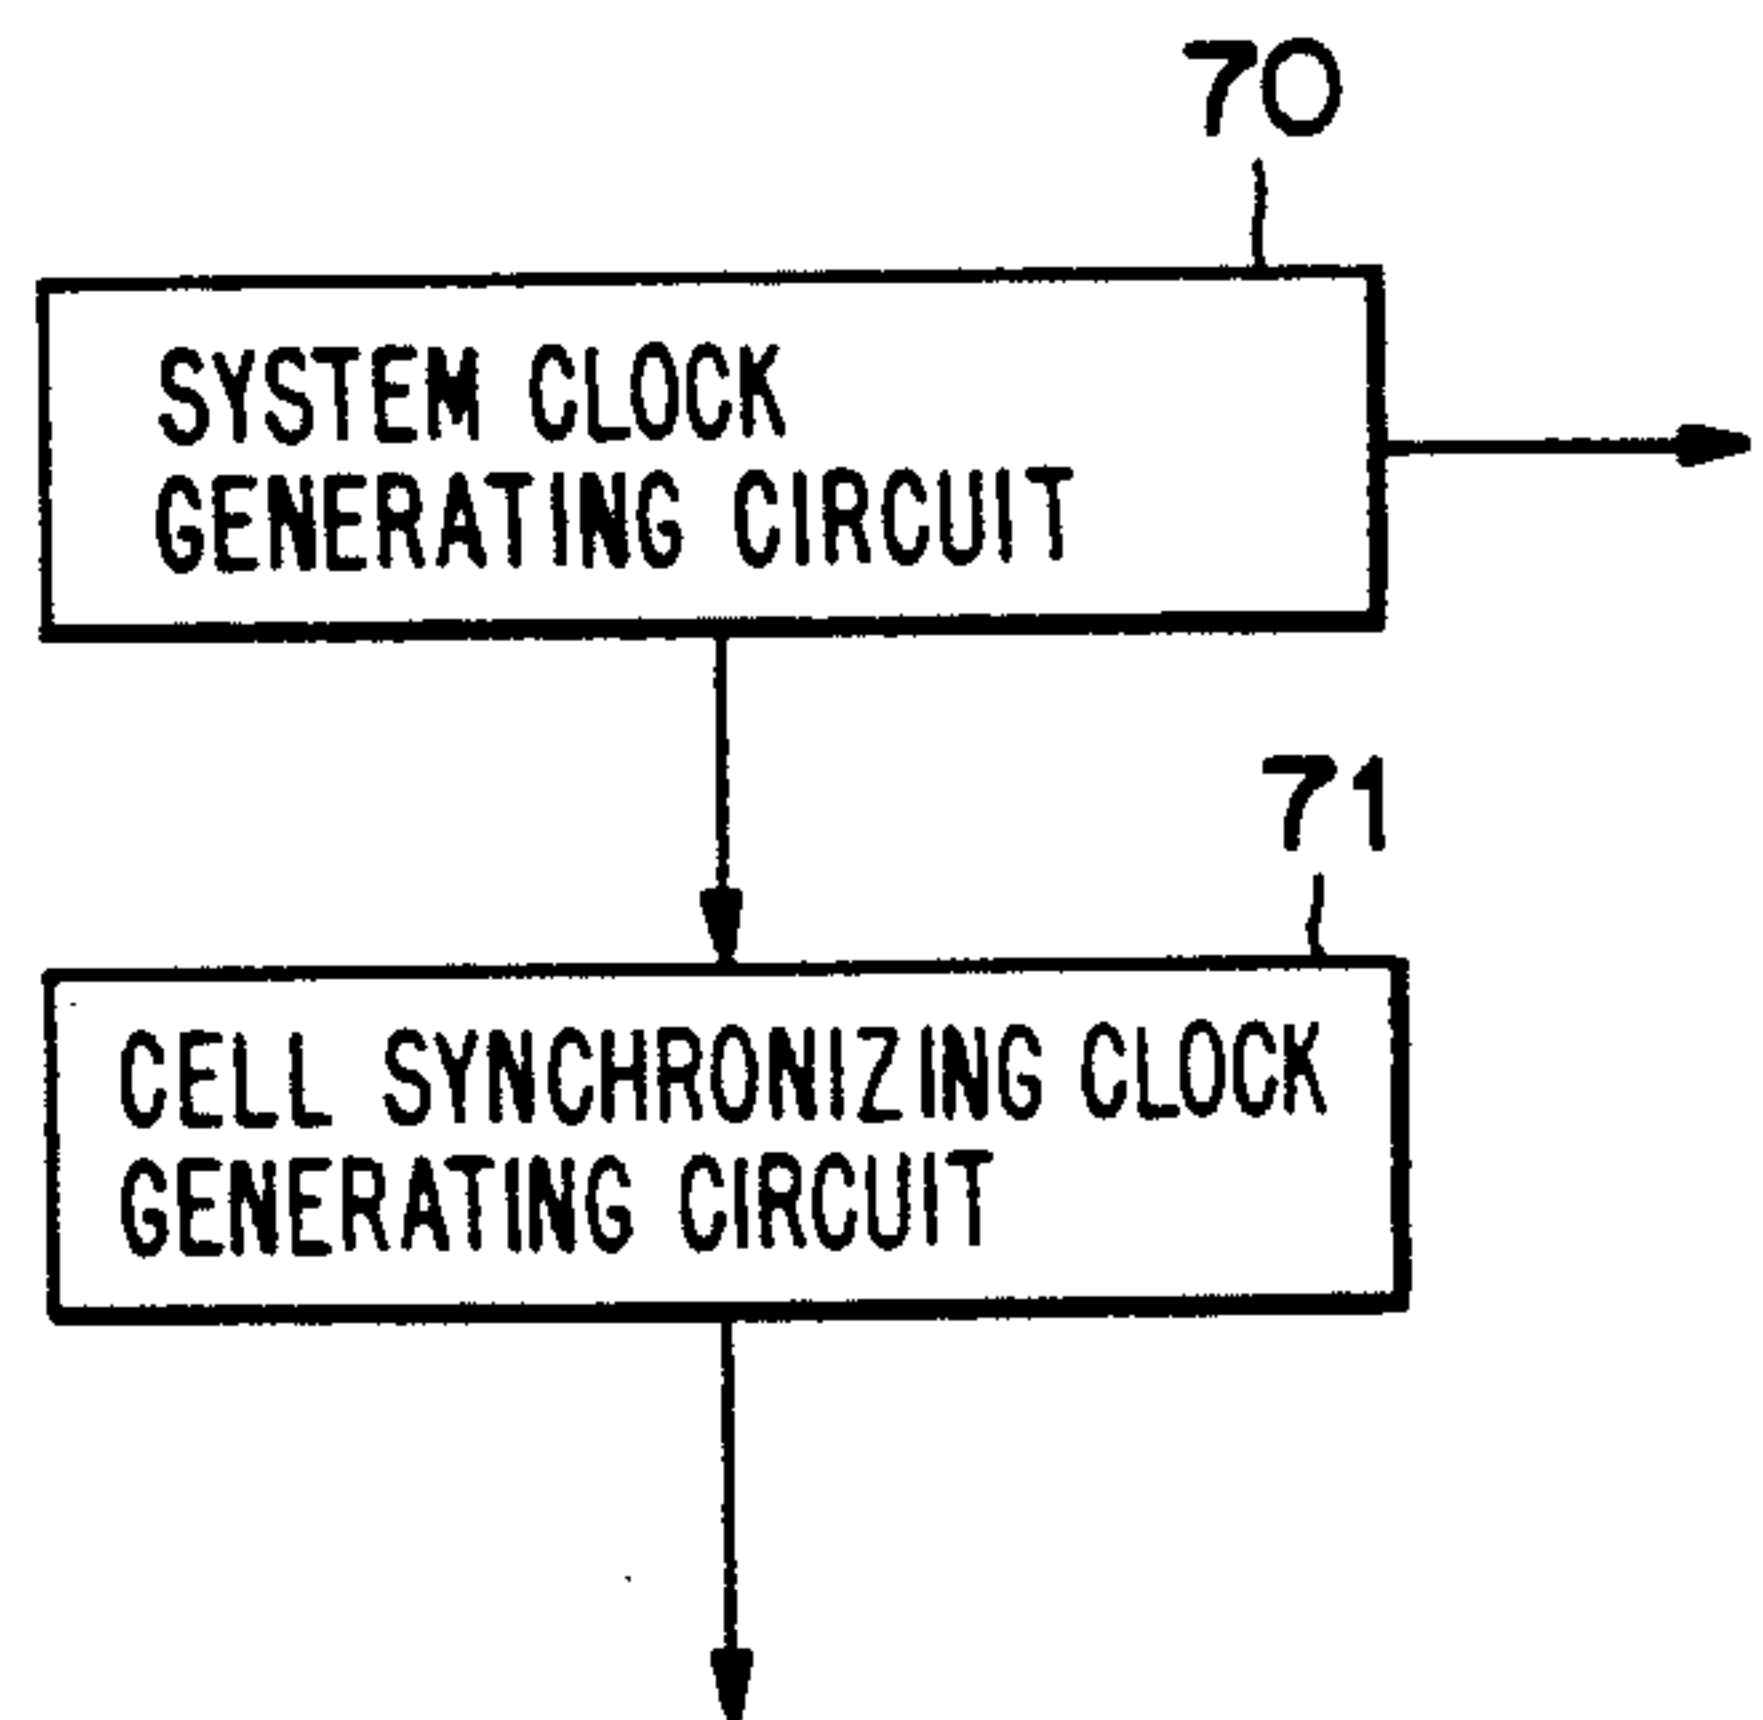 70
SYSTEM CLOCK
GENERATING CIRCUIT
71
CELL SYNCHRONIZING CLOCK
GENERATING CIRCUIT